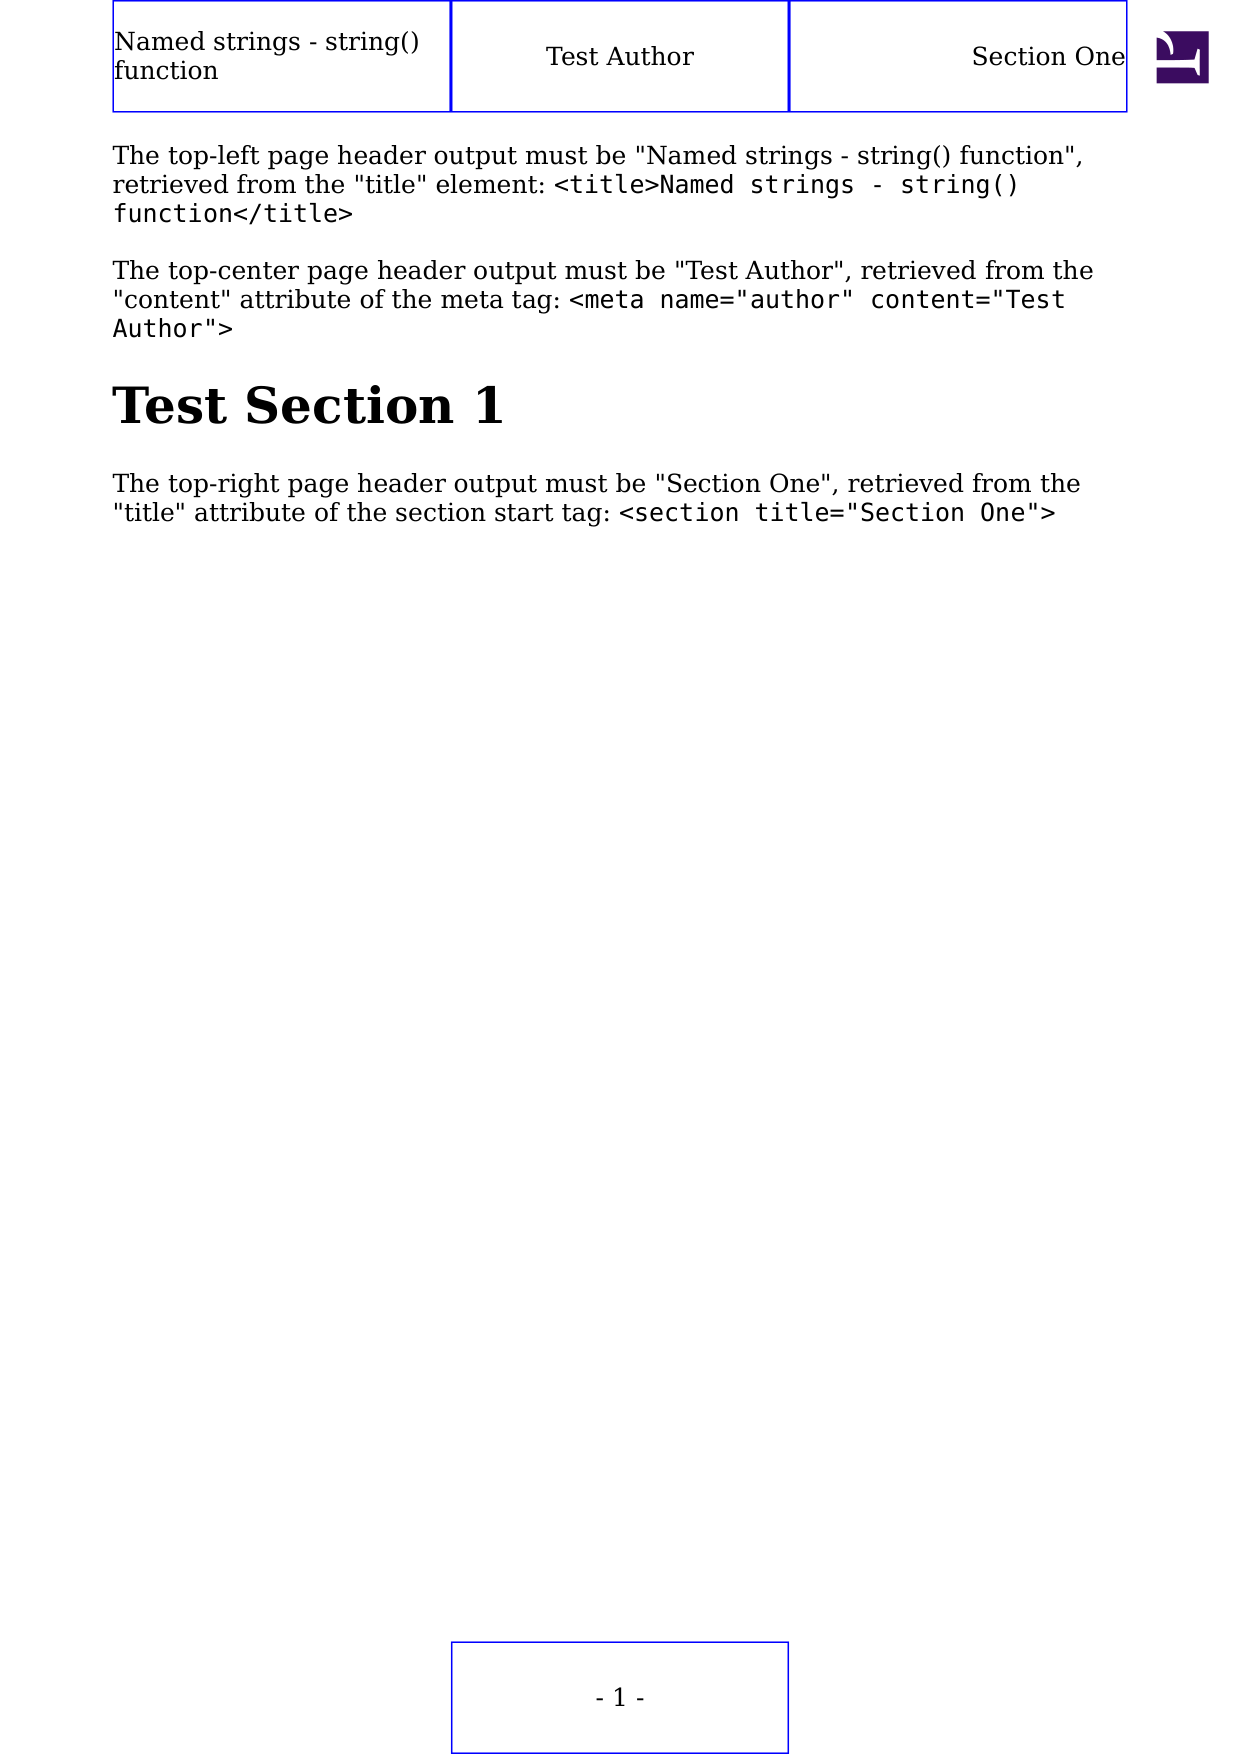 Named strings - string()
function
Test Author
Section One
The top-left page header output must be "Named strings - string() function",
retrieved from the "title" element: <title>Named strings - string()
function</title>
The top-center page header output must be "Test Author", retrieved from the
"content" attribute of the meta tag: <meta name="author" content="Test
Author">
Test Section 1
The top-right page header output must be "Section One", retrieved from the
"title" attribute of the section start tag: <section title="Section One">
- 1 -